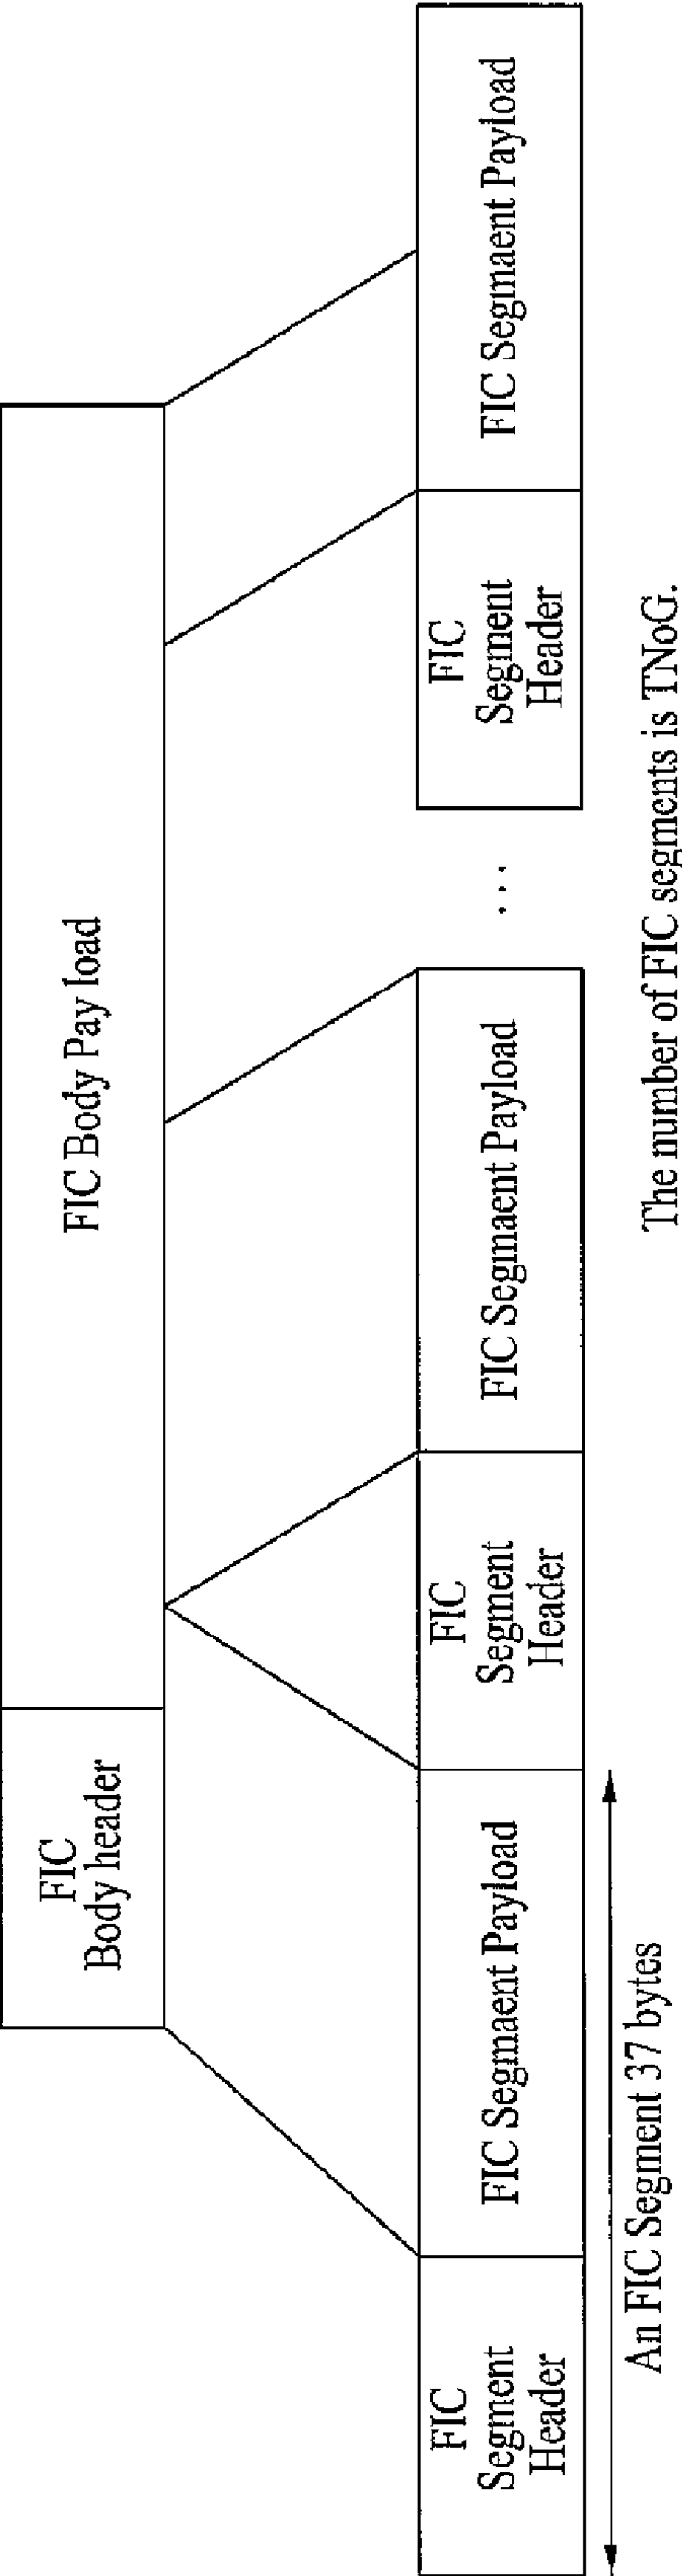 FIC
Body header
FIC Body Pay load
FIC
Segment
Header
FIC Segmaent Payload
FIC
Segment
Header
FIC Segmaent Payload
...
FIC
Segment
Header
FIC Segmaent Payload
An FIC Segment 37 bytes
The number of FIC segments is TNoG.